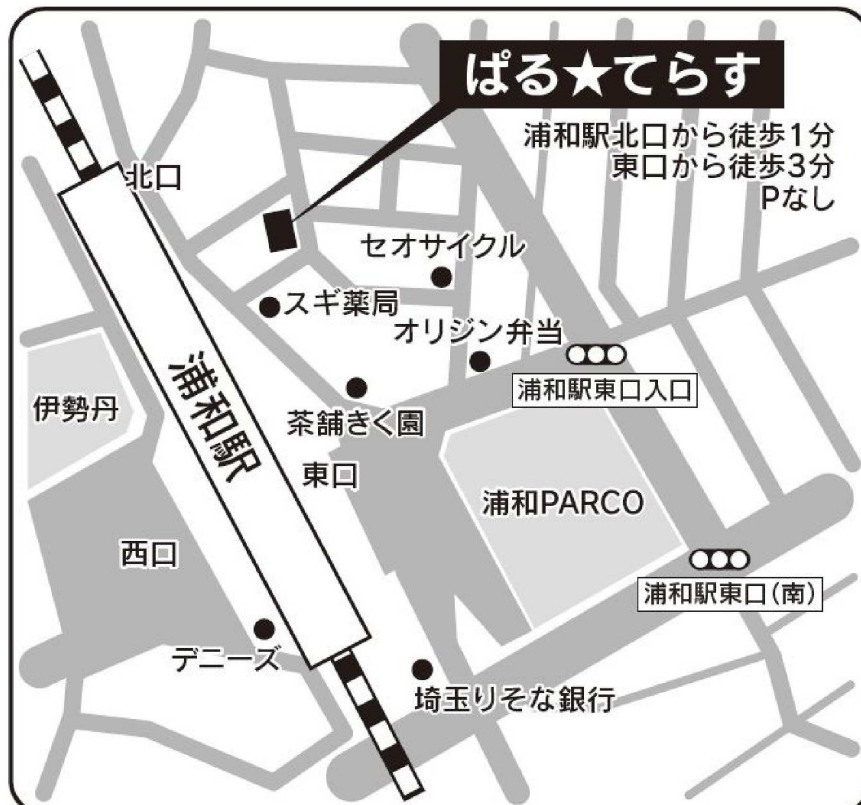 ぱる★てらす
浦和駅北口から徒歩1分
東口から徒歩3分
Pなし
北口
セオサイクル
スギ薬局
オリジン弁当
浦和駅東口入口
伊勢丹
浦和駅
茶舗きく園
東口
浦和PARCO
西口
浦和駅東口(南)
デニーズ
埼玉りそな銀行